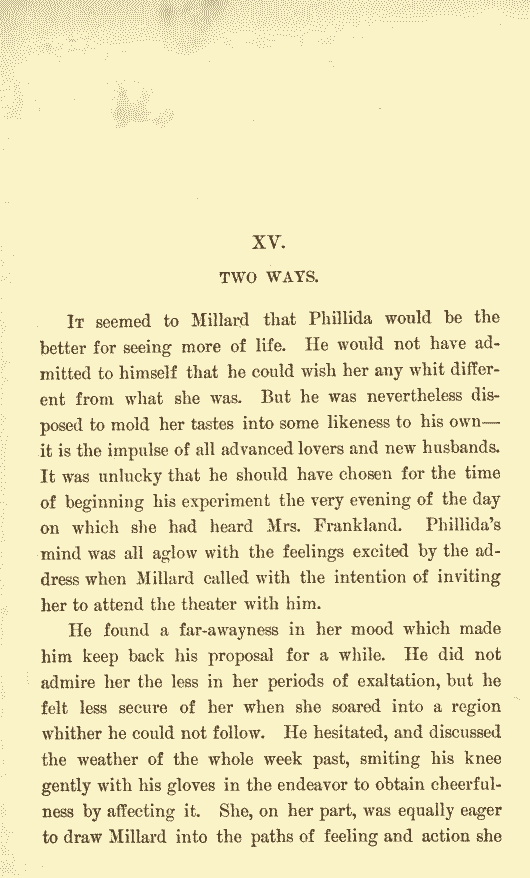 XV.
TWO WAYS.
IT seemed to Millard that Phillida would be the
better for seeing more of life. He would not have ad-
mitted to himself that he could wish her any whit differ-
ent from what she was. But he was nevertheless dis-
posed to mold her tastes into some likeness to his own—
it is the impulse of all advanced lovers and new husbands.
It was unlucky that he should have chosen for the time
of beginning his experiment the very evening of the day
on which she had heard Mrs. Frankland. Phillida's
mind was all aglow with the feelings excited by the ad-
dress when Millard called with the intention of inviting
her to attend the theater with him.
He found a far-awayness in her mood which made
him keep back his proposal for a while. He did not
admire her the less in her periods of exaltation, but he
felt less secure of her when she soared into a region
whither he could not follow. He hesitated, and discussed
the weather of the whole week past, smiting his knee
gently with his gloves in the endeavor to obtain cheerful-
ness by affecting it. She, on her part, was equally eager
to draw Millard into the paths of feeling and action she